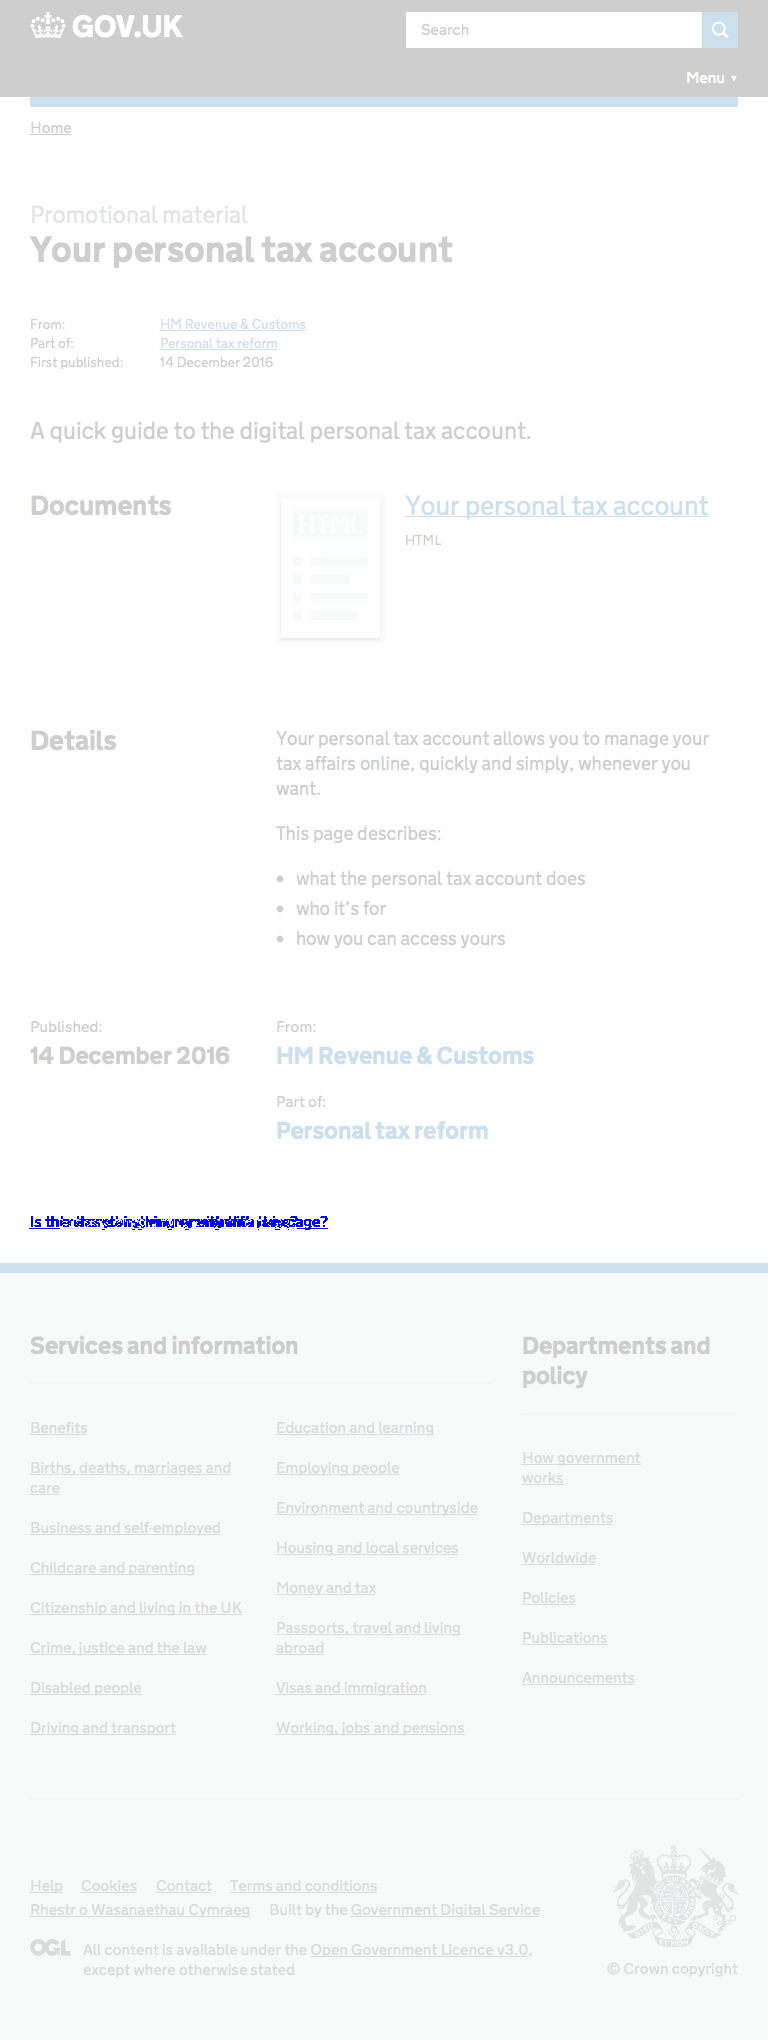 GOV.UK
Search
Menu ▼
Home
Promotional material
Your personal tax account
From: HM Revenue & Customs
Part of: Personal tax reform
First published: 14 December 2016
A quick guide to the digital personal tax account.
Documents
HTML
Your personal tax account
HTML
Details
Your personal tax account allows you to manage your
tax affairs online, quickly and simply, whenever you
want.
This page describes:
• what the personal tax account does
• who it’s for
• how you can access yours
Published:
14 December 2016
From:
HM Revenue & Customs
Part of:
Personal tax reform
Is
Services and information
Benefits
Births, deaths, marriages and
care
Business and self-employed
Childcare and parenting
Citizenship and living in the UK
Crime, justice and the law
Disabled people
Driving and transport
Education and learning
Employing people
Environment and countryside
Housing and local services
Money and tax
Passports, travel and living
abroad
Visas and immigration
Working, jobs and pensions
Departments and
policy
How government
works
Departments
Worldwide
Policies
Publications
Announcements
Help Cookies Contact Terms and conditions
Rhestr o Wasanaethau Cymraeg Built by the Government Digital Service
OGL All content is available under the Open Government Licence v3.0,
except where otherwise stated
© Crown copyright